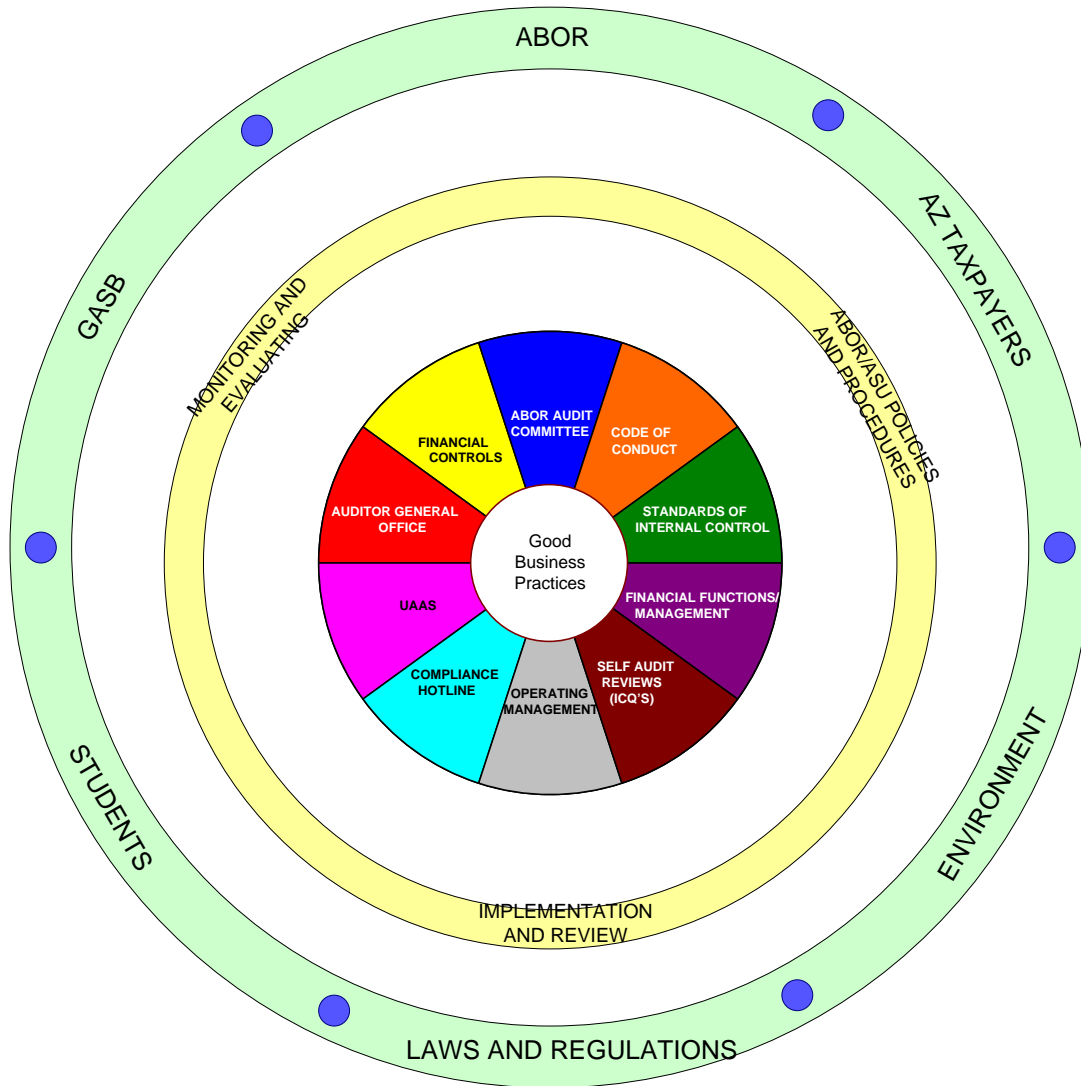 ABOR
AZ TAXPAYERS
ENVIRONMENT
LAWS AND REGULATIONS
STUDENTS
GASB
MONITORING AND
EVALUATING
ABOR/ASU POLICIES
AND PROCEDURES
IMPLEMENTATION
AND REVIEW
ABOR AUDIT
COMMITTEE
CODE OF
CONDUCT
STANDARDS OF
INTERNAL CONTROL
FINANCIAL FUNCTIONS/
MANAGEMENT
SELF AUDIT
REVIEWS
(ICQ'S)
OPERATING
MANAGEMENT
COMPLIANCE
HOTLINE
UAAS
AUDITOR GENERAL
OFFICE
FINANCIAL
CONTROLS
Good
Business
Practices